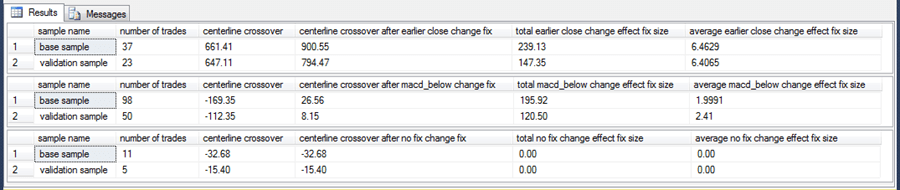 Results Messages
sample name number of trades centerline crossover centerline crossover after earlier close change fix total earlier close change effect fix size average earlier close change effect fix size
1 base sample 37 661.41 900.55 239.13 6.4629
2 validation sample 23 647.11 794.47 147.35 6.4065
sample name number of trades centerline crossover centerline crossover after macd_below change fix total macd_below change effect fix size average macd_below change effect fix size
1 base sample 98 -169.35 26.56 195.92 1.9991
2 validation sample 50 -112.35 8.15 120.50 2.41
sample name number of trades centerline crossover centerline crossover after no fix change fix total no fix change effect fix size average no fix change effect fix size
1 base sample 11 -32.68 -32.68 0.00 0.00
2 validation sample 5 -15.40 -15.40 0.00 0.00